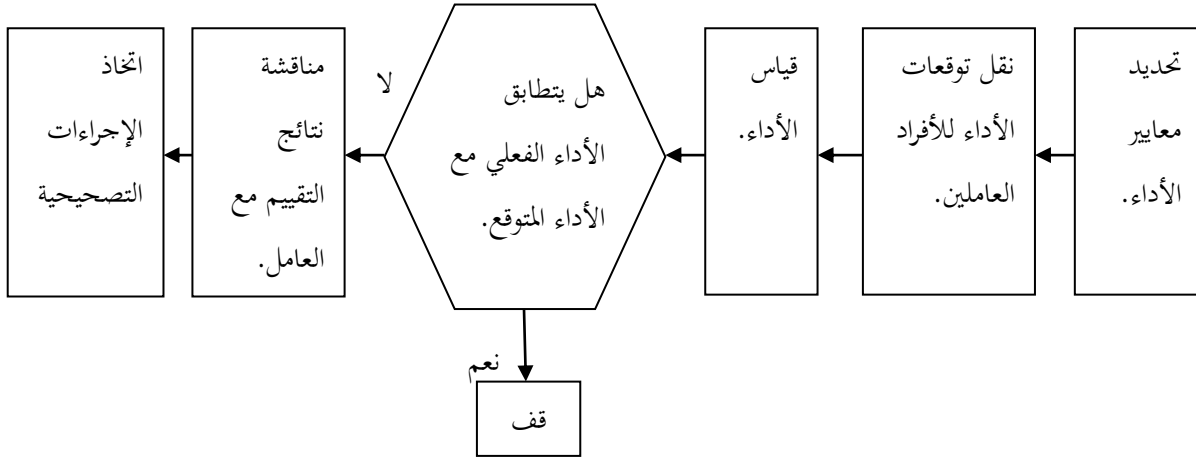 تحديد
معايير
الأداء.
نقل توقعات
الأداء للأفراد
العاملين.
قياس
الأداء.
هل يتطابق
الأداء الفعلي مع
الأداء المتوقع.
لا
مناقشة
نتائج
التقييم مع
العامل.
اتخاذ
الإجراءات
التصحيحية
نعم
قف